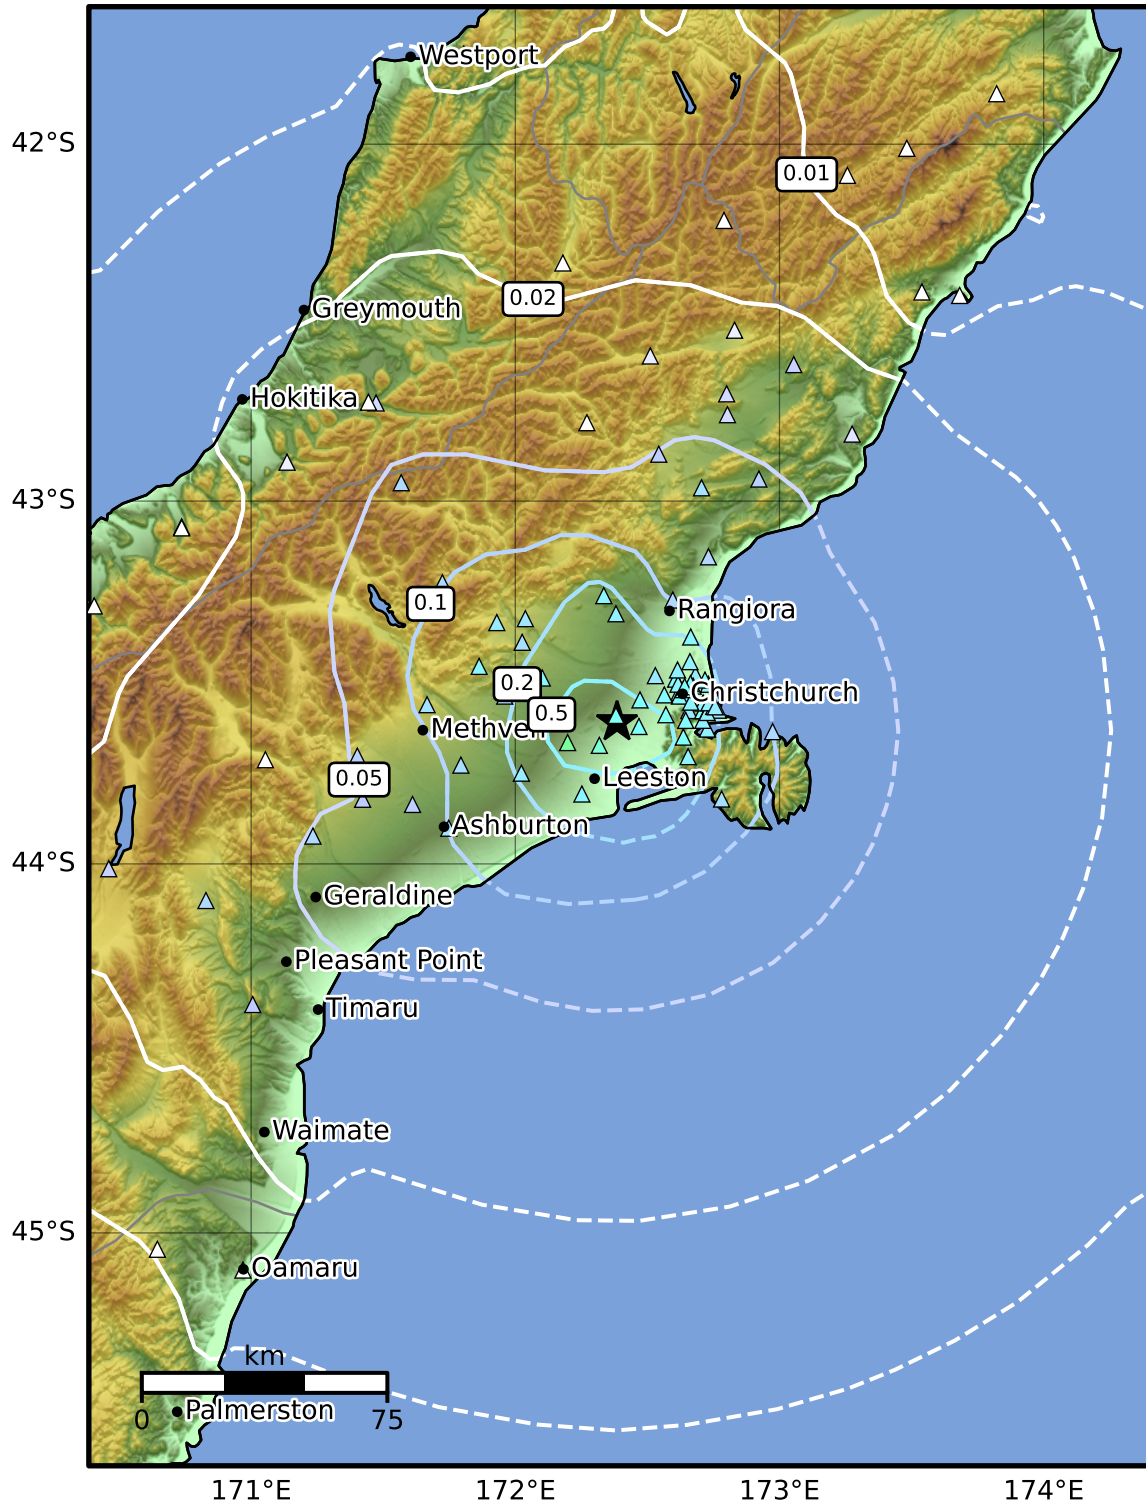 Westport
42°S
0.01
0.02
Greymouth
Hokitika
43°S
0.1
Rangiora
0.2
Christchurch
0.5
Methven
0.05
Leeston
Ashburton
44°S
Geraldine
Pleasant Point
Timaru
Waimate
45°S
Oamaru
km
0 75
Palmerston
171°E 172°E 173°E 174°E